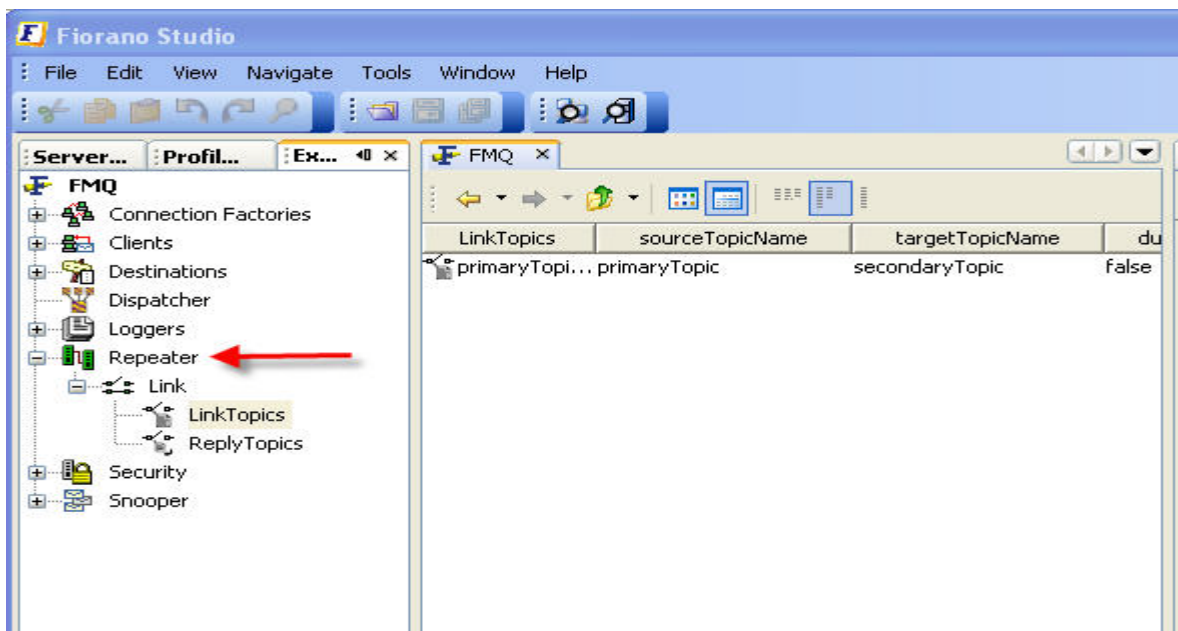 Fiorano Studio
File Edit View Navigate Tools Window Help
Server... Profil... Ex...
FMQ
Connection Factories
Clients
Destinations
Dispatcher
Loggers
Repeater
Link
LinkTopics
ReplyTopics
Security
Snooper
FMQ
LinkTopics sourceTopicName targetTopicName du
primaryTopi... primaryTopic secondaryTopic false